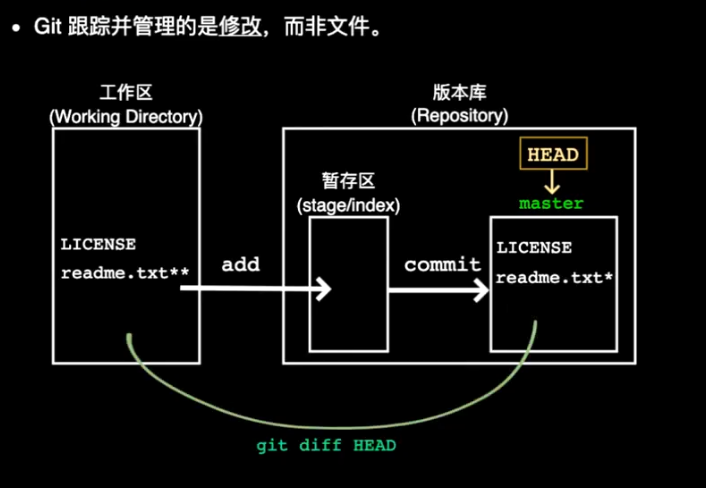 • Git 跟踪并管理的是修改，而非文件。
工作区
(Working Directory)
版本库
(Repository)
HEAD
master
暂存区
(stage/index)
LICENSE
readme.txt**
add
commit
LICENSE
readme.txt*
git diff HEAD